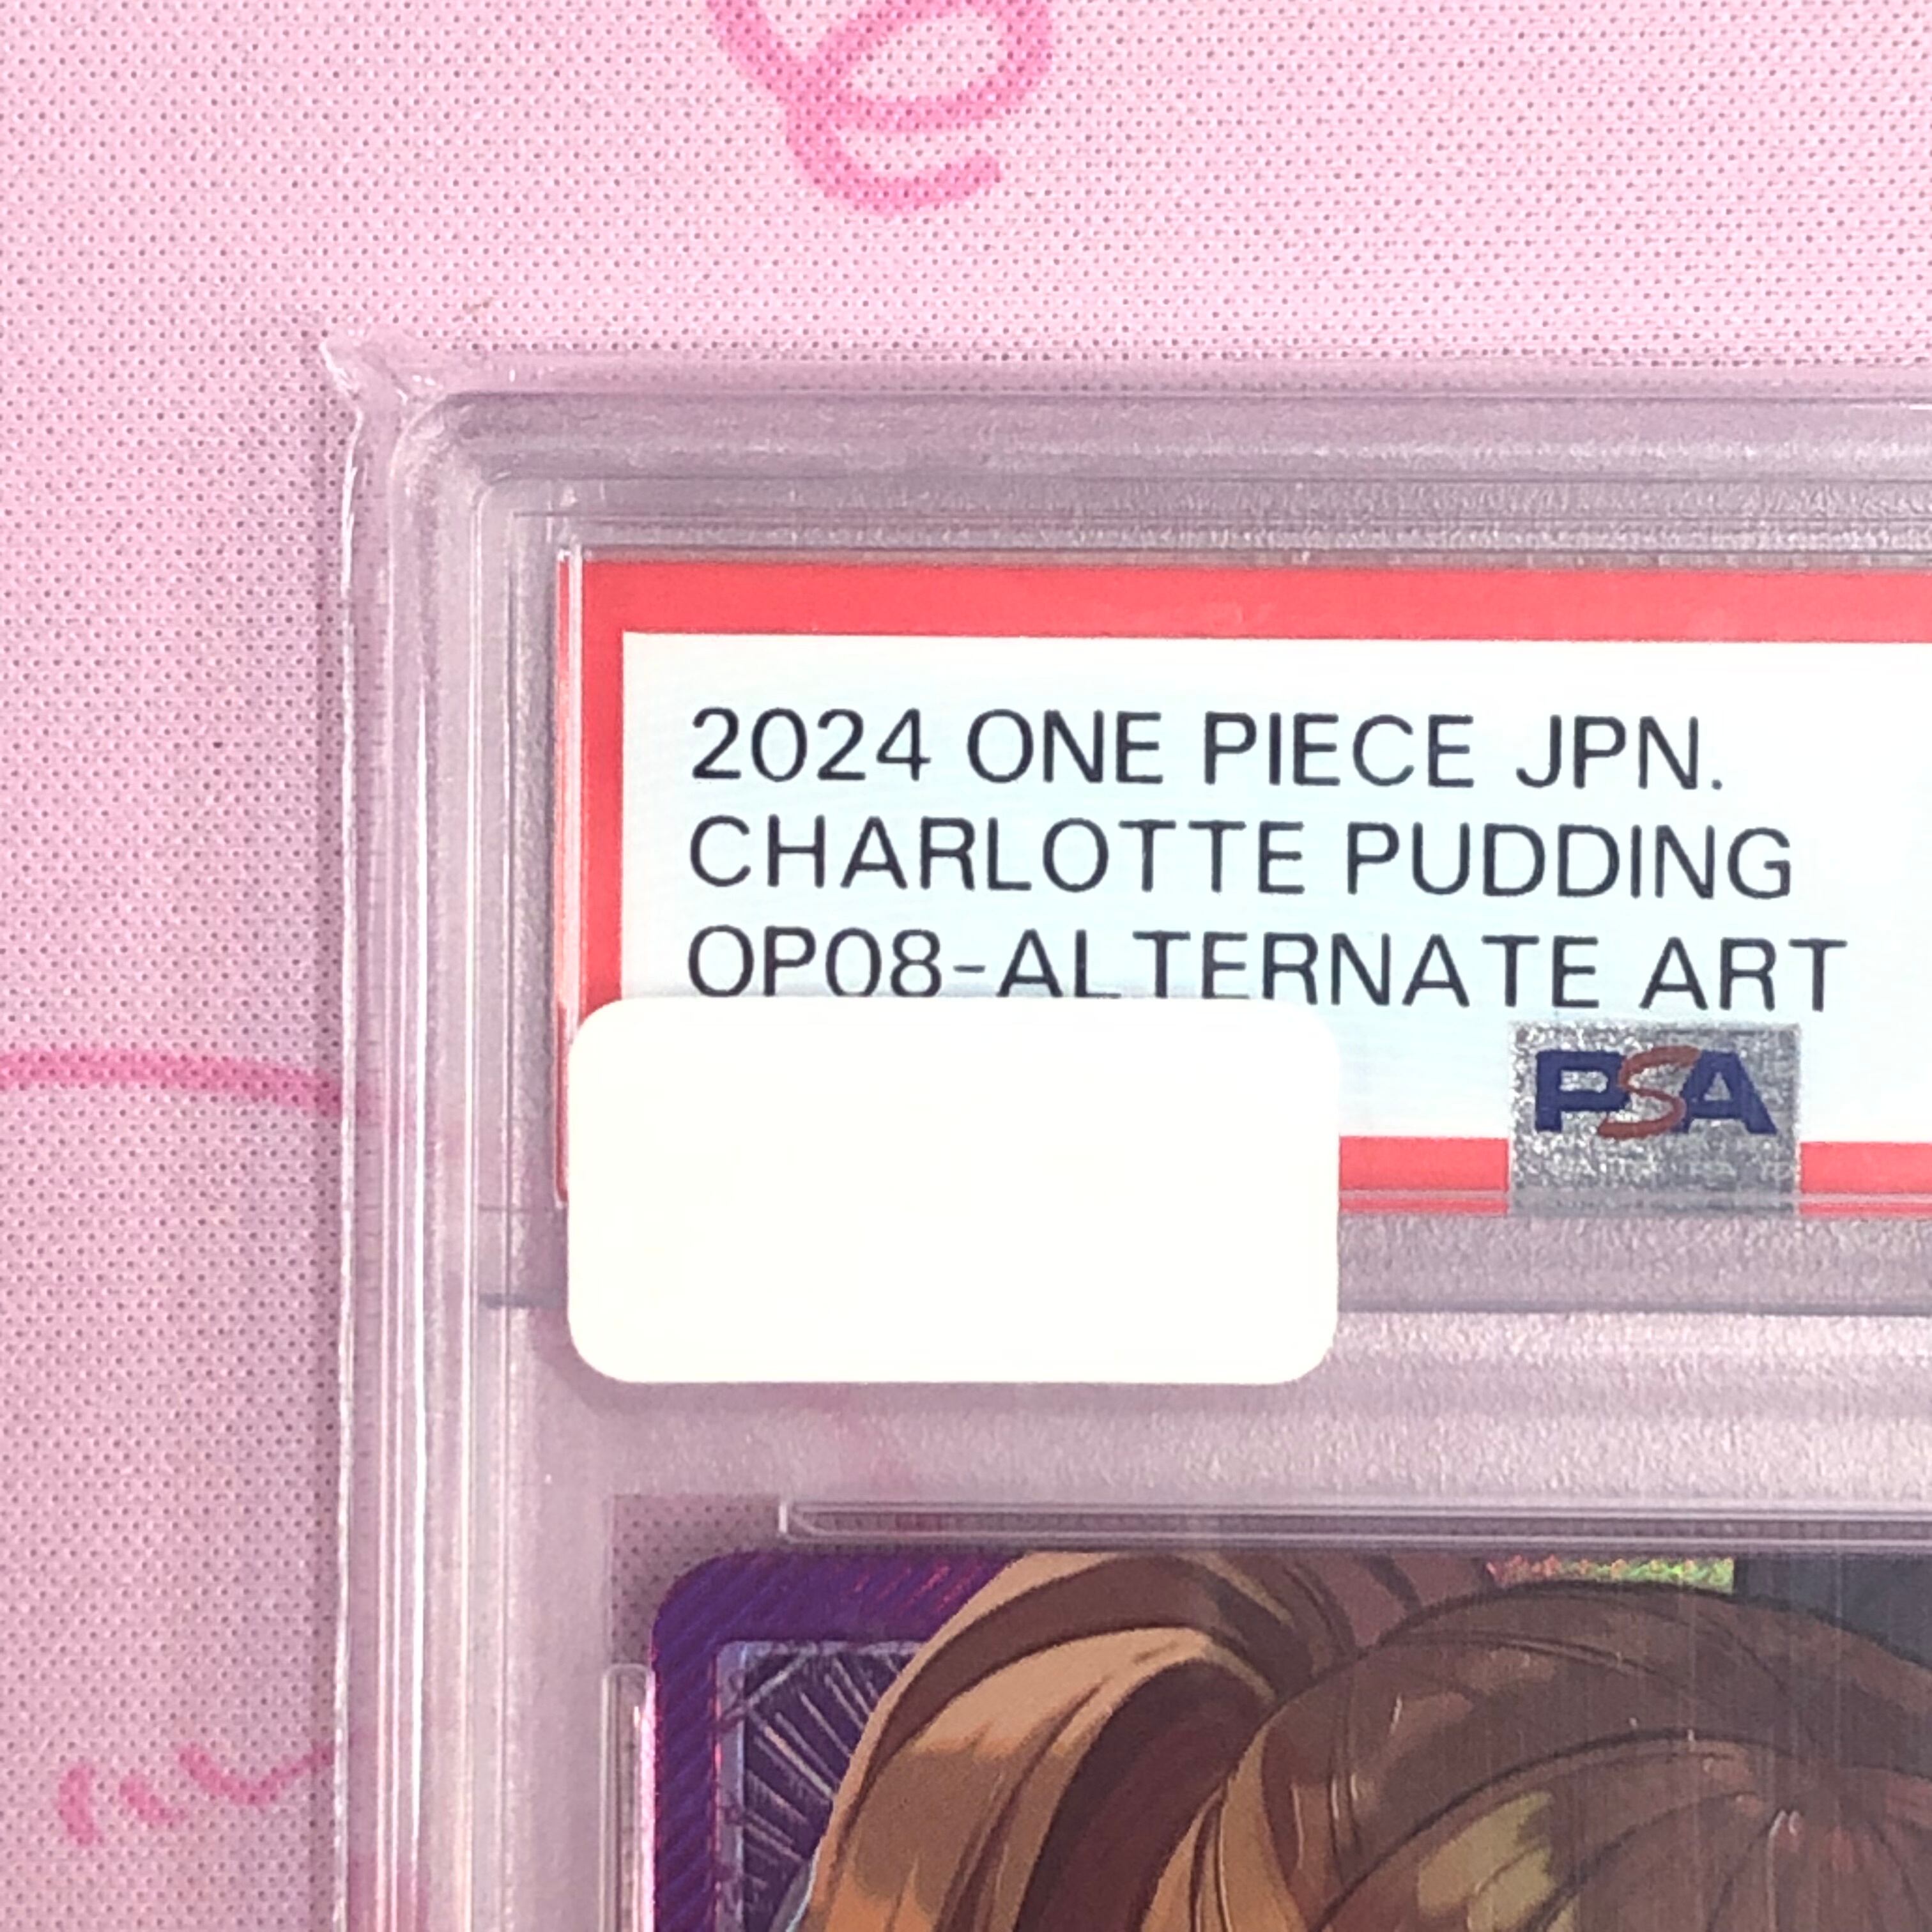 2024 ONE PIECE JPN.
CHARLOTTE PUDDING
OP08-ALTERNATE ART
PSA